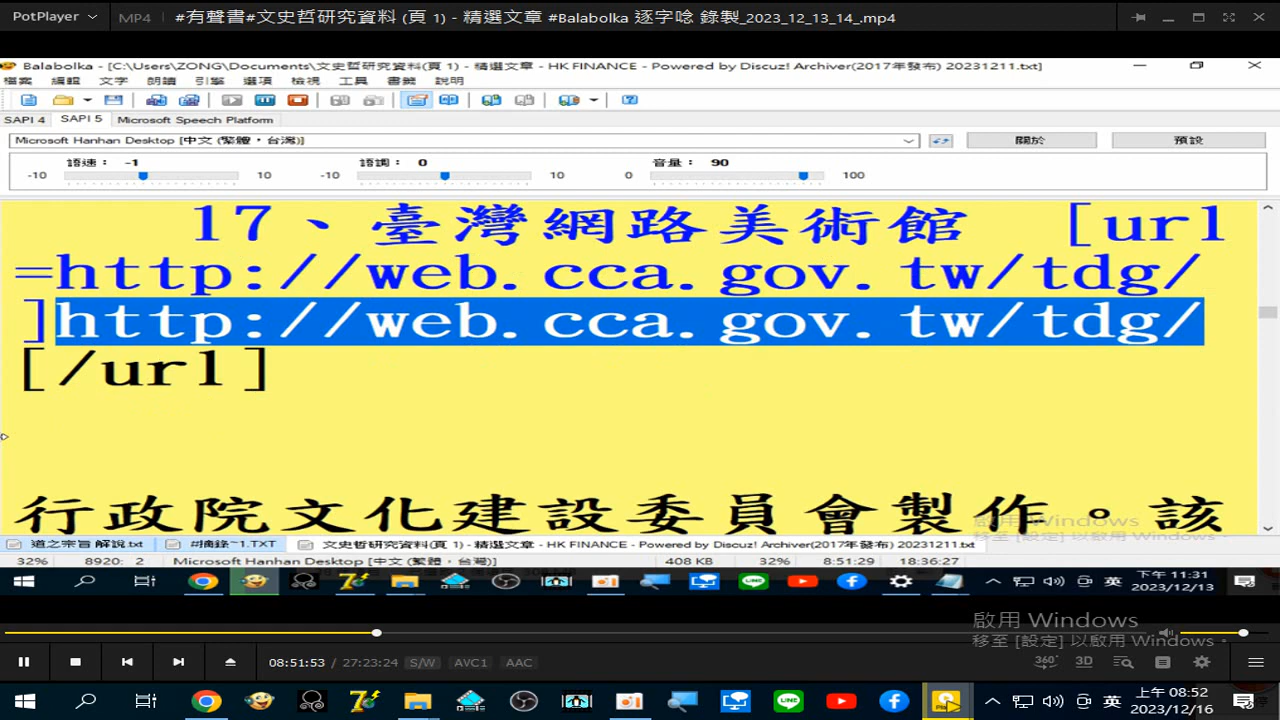 PotPlayer MP4 #有聲書#文史哲研究資料 (頁 1) - 精選文章 #Balabolka 逐字唸 錄製_2023_12_13_14_.mp4
Balabolka - [C:\Users\ZONG\Documents\文史哲研究資料(頁 1) - 精選文章 - HK FINANCE - Powered by Discuz! Archiver(2017年發布) 20231211.txt]
檔案 編輯 文字 朗讀 引擎 選項 檢視 工具 書籤 說明
SAPI 4 SAPI 5 Microsoft Speech Platform
Microsoft Hanhan Desktop [中文 (繁體，台灣)] 關於 預設
語速： -1 語調： 0 音量： 90
-10 10 -10 10 0 100
17、臺灣網路美術館 [url
=http://web.cca.gov.tw/tdg/
]http://web.cca.gov.tw/tdg/
[/url]
行政院文化建設委員會製作。該
啟用 Windows
移至 [設定] 以啟用 Windows。
道之宗旨 解說.txt #摘錄~1.TXT 文史哲研究資料(頁 1) - 精選文章 - HK FINANCE - Powered by Discuz! Archiver(2017年發布) 20231211.txt
32% 8920: 2 Microsoft Hanhan Desktop [中文 (繁體，台灣)] 408 KB 32% 8:51:29 18:36:27
英 下午 11:31
2023/12/13
啟用 Windows
移至 [設定] 以啟用 Windows。
08:51:53 / 27:23:24 S/W AVC1 AAC 360° 3D
英 上午 08:52
2023/12/16